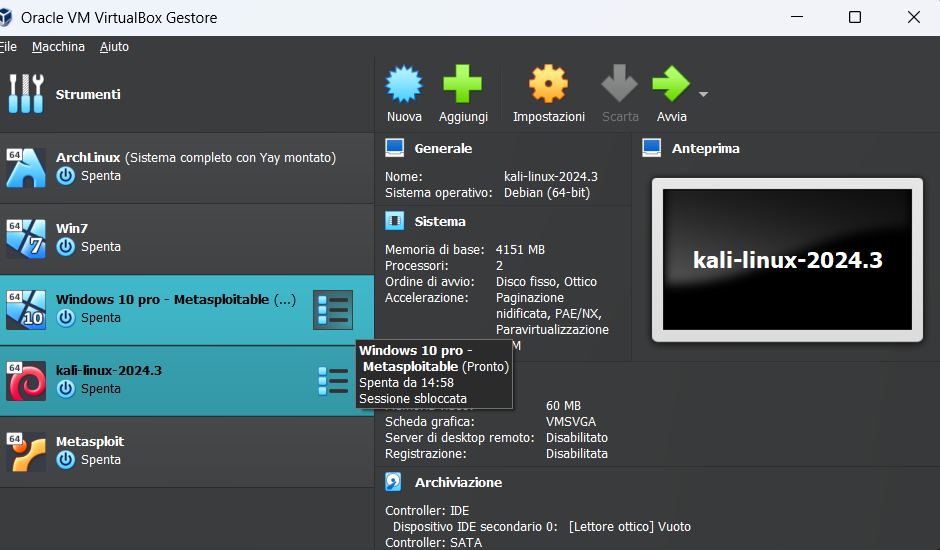 Oracle VM VirtualBox Gestore
File Macchina Aiuto
Strumenti
64
ArchLinux (Sistema completo con Yay montato)
Spenta
64
7
Win7
Spenta
64
10
Windows 10 pro - Metasploitable (...)
Spenta
64
kali-linux-2024.3
Spenta
64
Metasploit
Spenta
Nuova Aggiungi Impostazioni Scarta Avvia
Generale
Nome: kali-linux-2024.3
Sistema operativo: Debian (64-bit)
Sistema
Memoria di base: 4151 MB
Processori: 2
Ordine di avvio: Disco fisso, Ottico
Accelerazione: Paginazione
nidificata, PAE/NX,
Paravirtualizzazione
Windows 10 pro -
Metasploitable (Pronto)
Spenta da 14:58
Sessione sbloccata
60 MB
Scheda grafica: VMSVGA
Server di desktop remoto: Disabilitato
Registrazione: Disabilitata
Archiviazione
Controller: IDE
Dispositivo IDE secondario 0: [Lettore ottico] Vuoto
Controller: SATA
Anteprima
kali-linux-2024.3